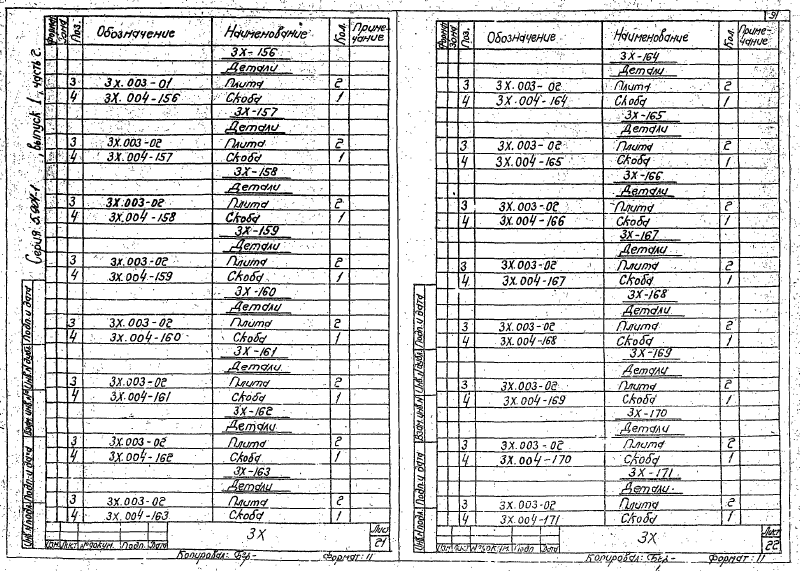 Серия 5.904-1, выпуск 1, часть 2.
Форма Зона Поз. Обозначение Наименование Кол. Примечание
3Х-156
Детали
3 3Х.003-01 Плита 2
4 3Х.004-156 Скоба 1
3Х-157
Детали
3 3Х.003-02 Плита 2
4 3Х.004-157 Скоба 1
3Х-158
Детали
3 3Х.003-02 Плита 2
4 3Х.004-158 Скоба 1
3Х-159
Детали
3 3Х.003-02 Плита 2
4 3Х.004-159 Скоба 1
3Х-160
Детали
3 3Х.003-02 Плита 2
4 3Х.004-160 Скоба 1
3Х-161
Детали
3 3Х.003-02 Плита 2
4 3Х.004-161 Скоба 1
3Х-162
Детали
3 3Х.003-02 Плита 2
4 3Х.004-162 Скоба 1
3Х-163
Детали
3 3Х.003-02 Плита 2
4 3Х.004-163 Скоба 1
Инв.№ подл. Подп. и дата Взам. инв. № Инв. № дубл. Подп. и дата
Изм. Лист № докум. Подп. Дата
3Х
Лист
21
Копировал: Формат: 11
31
Форма Зона Поз. Обозначение Наименование Кол. Примечание
3Х-164
Детали
3 3Х.003-02 Плита 2
4 3Х.004-164 Скоба 1
3Х-165
Детали
3 3Х.003-02 Плита 2
4 3Х.004-165 Скоба 1
3Х-166
Детали
3 3Х.003-02 Плита 2
4 3Х.004-166 Скоба 1
3Х-167
Детали
3 3Х.003-02 Плита 2
4 3Х.004-167 Скоба 1
3Х-168
Детали
3 3Х.003-02 Плита 2
4 3Х.004-168 Скоба 1
3Х-169
Детали
3 3Х.003-02 Плита 2
4 3Х.004-169 Скоба 1
3Х-170
Детали
3 3Х.003-02 Плита 2
4 3Х.004-170 Скоба 1
3Х-171
Детали
3 3Х.003-02 Плита 2
4 3Х.004-171 Скоба 1
Инв.№ подл. Подп. и дата Взам. инв. № Инв. № дубл. Подп. и дата
Изм. Лист № док.ум. Подп. Дата
3Х
Лист
22
Копировал: Формат: 11